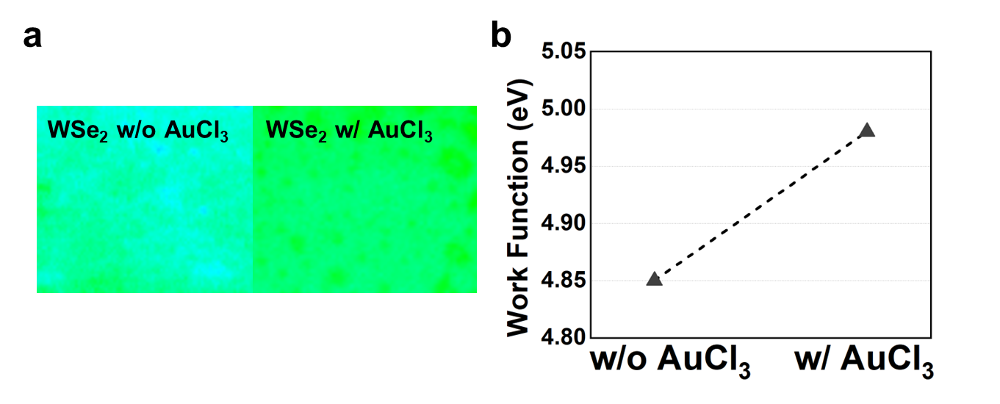 a
WSe₂ w/o AuCl₃
WSe₂ w/ AuCl₃
b
Work Function (eV)
5.05
5.00
4.95
4.90
4.85
4.80
w/o AuCl₃
w/ AuCl₃